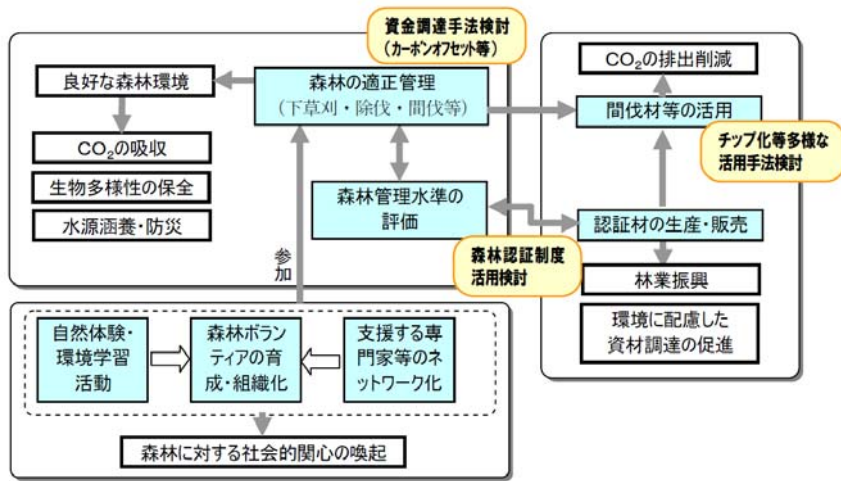 資金調達手法検討
（カーボンオフセット等）
良好な森林環境
森林の適正管理
（下草刈・除伐・間伐等）
CO₂の吸収
生物多様性の保全
水源涵養・防災
森林管理水準の
評価
参加
森林認証制度
活用検討
CO₂の排出削減
間伐材等の活用
チップ化等多様な
活用手法検討
認証材の生産・販売
林業振興
環境に配慮した
資材調達の促進
自然体験・
環境学習
活動
森林ボラン
ティアの育
成・組織化
支援する専
門家等のネ
ットワーク化
森林に対する社会的関心の喚起